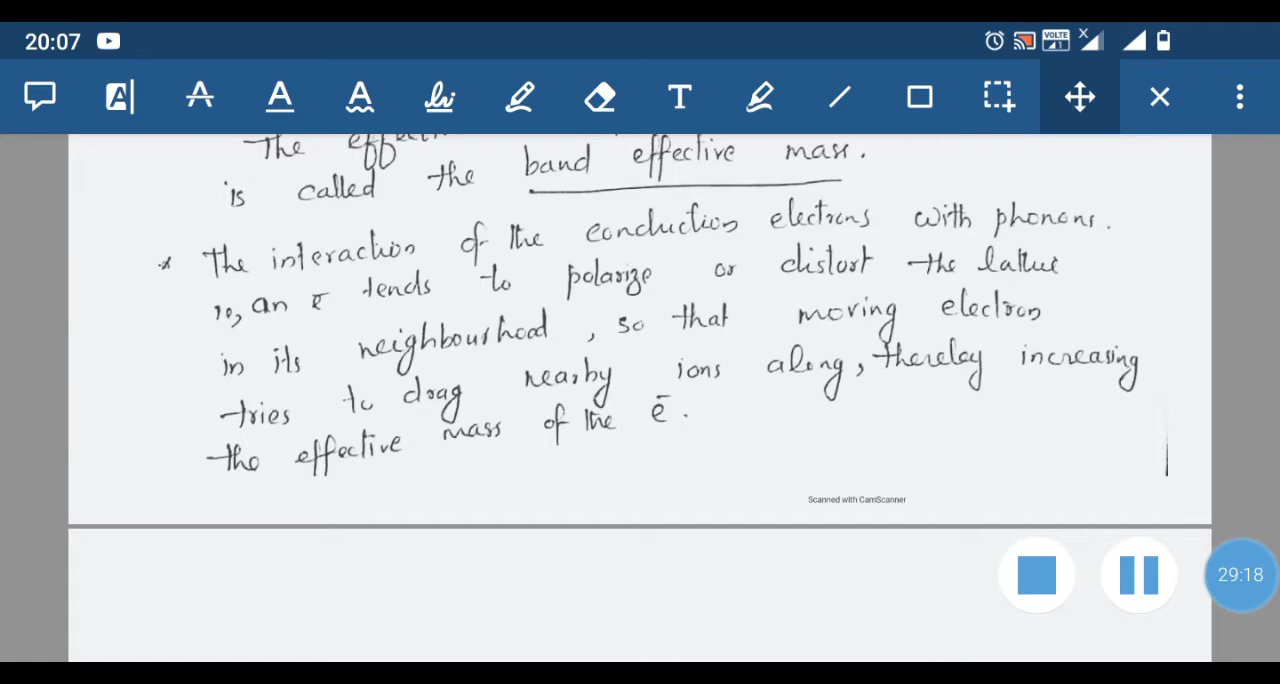 20:07
VOLTE
X
The
is called the band effective mass.
* The interaction of the conduction electrons with phonons.
so, an e̅ tends to polarize or distort the lattice
in its neighbourhood, so that moving electron
tries to drag nearby ions along, thereby increasing
the effective mass of the e̅.
Scanned with CamScanner
29:18